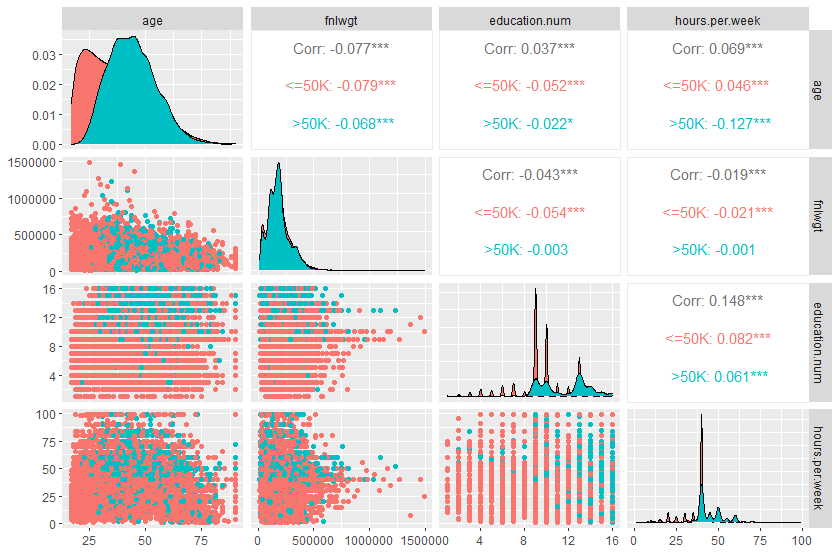 age fnlwgt education.num hours.per.week
0.03
0.02
0.01
0.00
Corr: -0.077***
<=50K: -0.079***
>50K: -0.068***
Corr: 0.037***
<=50K: -0.052***
>50K: -0.022*
Corr: 0.069***
<=50K: 0.046***
>50K: -0.127***
age
1500000
1000000
500000
0
Corr: -0.043***
<=50K: -0.054***
>50K: -0.003
Corr: -0.019***
<=50K: -0.021***
>50K: -0.001
fnlwgt
16
12
8
4
Corr: 0.148***
<=50K: 0.082***
>50K: 0.061***
education.num
100
75
50
25
0
hours.per.week
25 50 75
0 500000 1000000 1500000
4 8 12 16
0 25 50 75 100